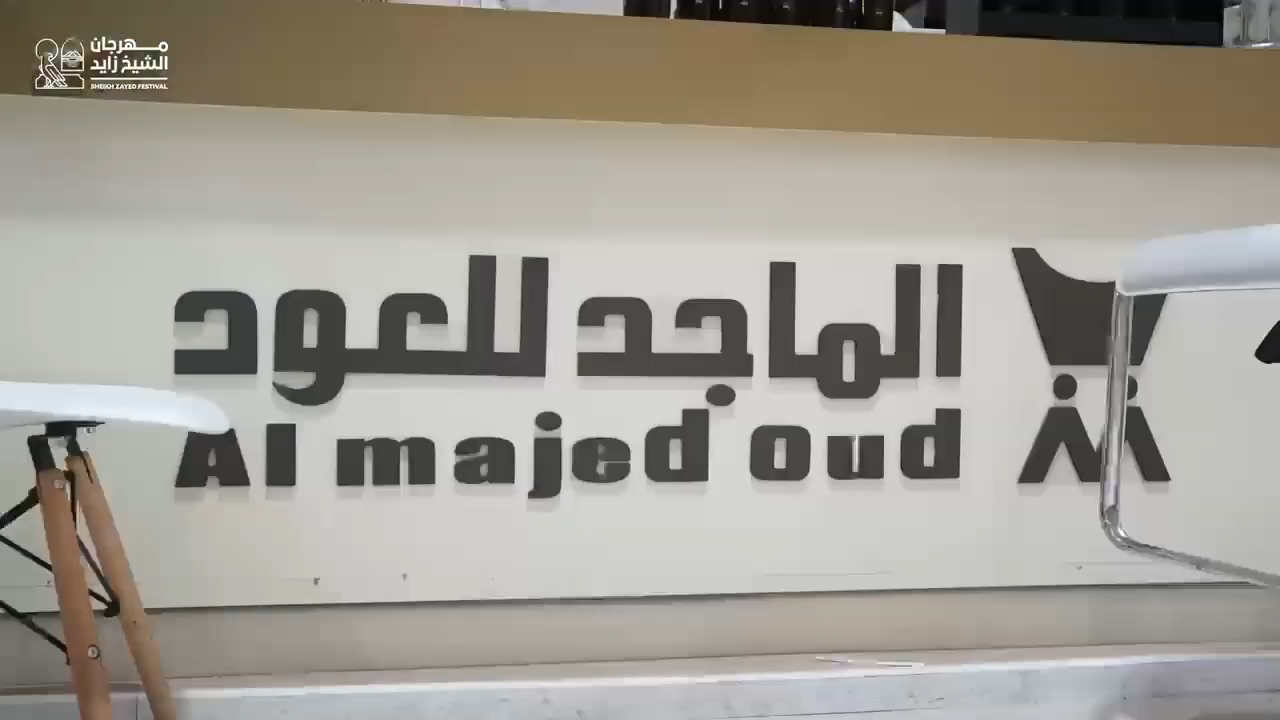 مهرجان
الشيخ زايد
SHEIKH ZAYED FESTIVAL
الماجد للعود
Al majed oud